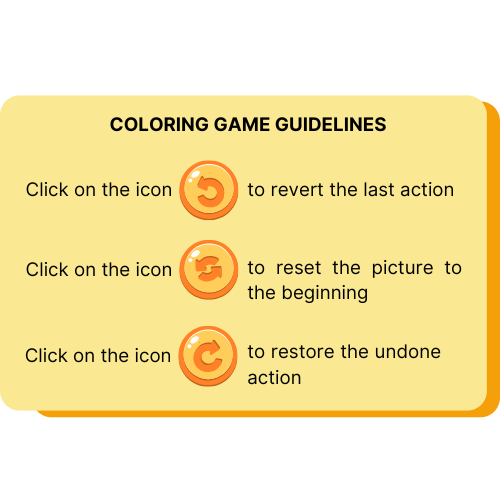 COLORING GAME GUIDELINES
Click on the icon to revert the last action
Click on the icon to reset the picture to
the beginning
Click on the icon to restore the undone
action